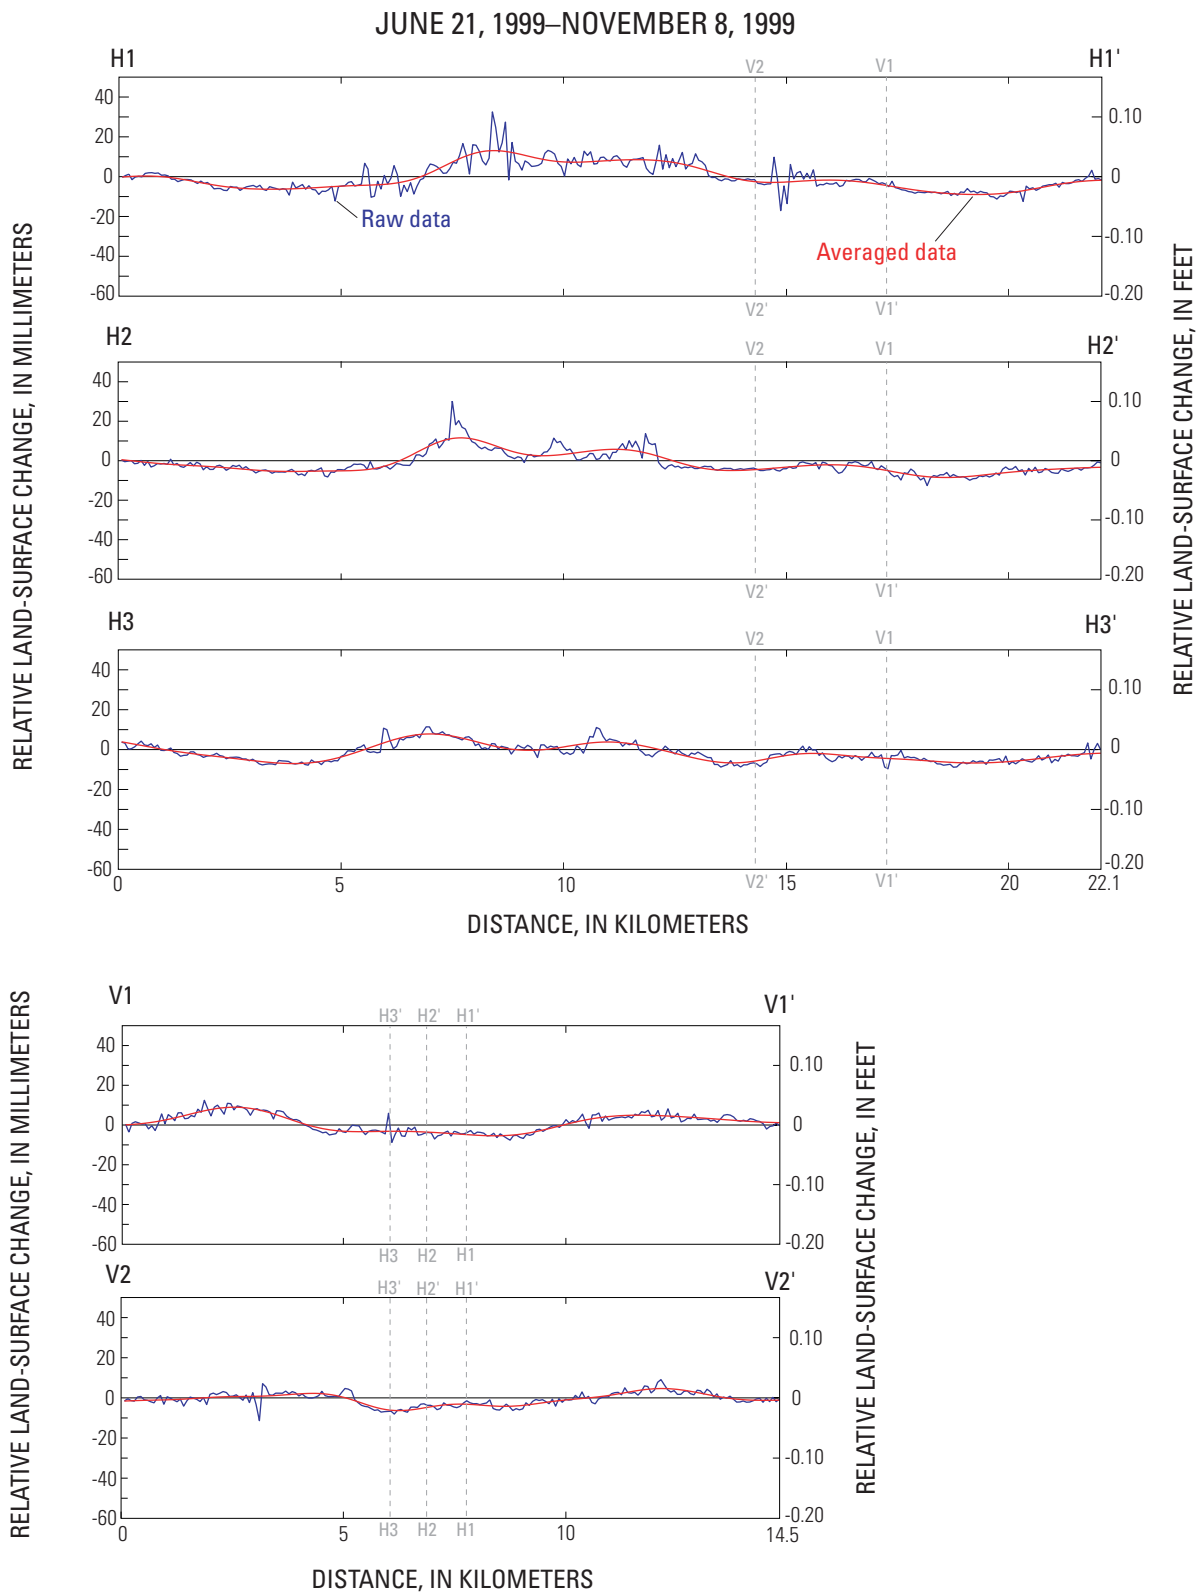 JUNE 21, 1999–NOVEMBER 8, 1999
H1 V2 V1 H1'
40
20
0
-20
-40
-60
0.10
0
-0.10
-0.20
Raw data
Averaged data
V2' V1'
H2 V2 V1 H2'
40
20
0
-20
-40
-60
0.10
0
-0.10
-0.20
V2' V1'
H3 V2 V1 H3'
40
20
0
-20
-40
-60
0.10
0
-0.10
-0.20
V2' V1'
0 5 10 15 20 22.1
DISTANCE, IN KILOMETERS
RELATIVE LAND-SURFACE CHANGE, IN MILLIMETERS
RELATIVE LAND-SURFACE CHANGE, IN FEET
V1 H3' H2' H1' V1'
40
20
0
-20
-40
-60
0.10
0
-0.10
-0.20
H3 H2 H1
V2 H3' H2' H1' V2'
40
20
0
-20
-40
-60
0.10
0
-0.10
-0.20
H3 H2 H1
0 5 10 14.5
DISTANCE, IN KILOMETERS
RELATIVE LAND-SURFACE CHANGE, IN MILLIMETERS
RELATIVE LAND-SURFACE CHANGE, IN FEET